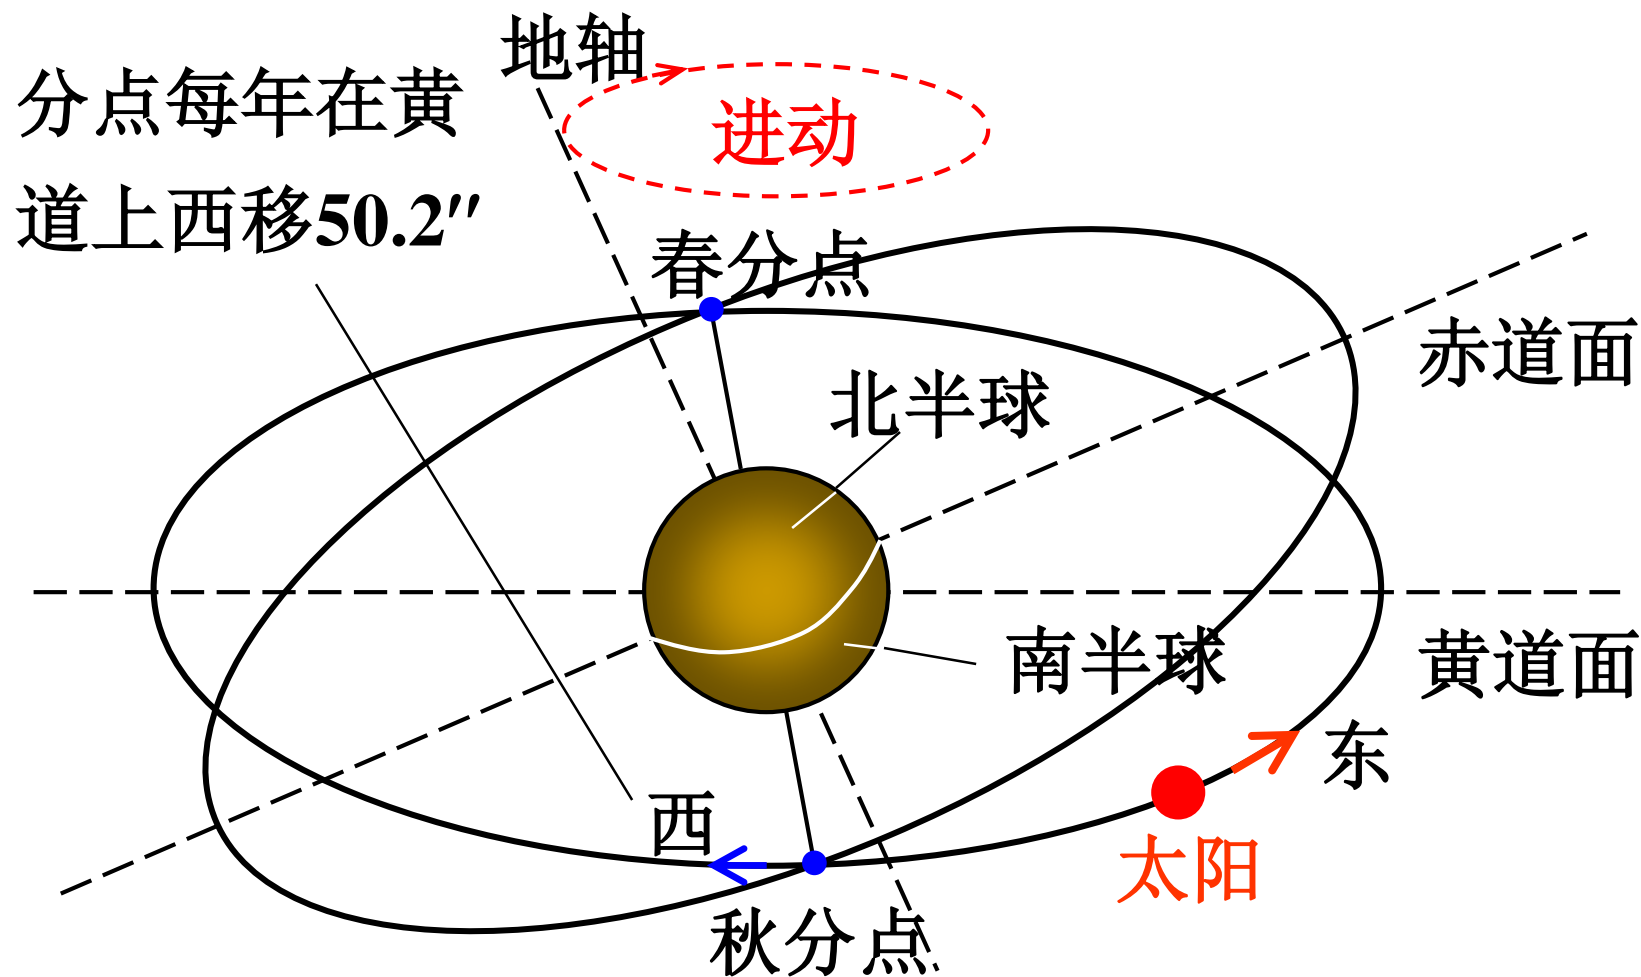 地轴
分点每年在黄
道上西移50.2″
进动
春分点
赤道面
北半球
南半球
黄道面
东
西
太阳
秋分点